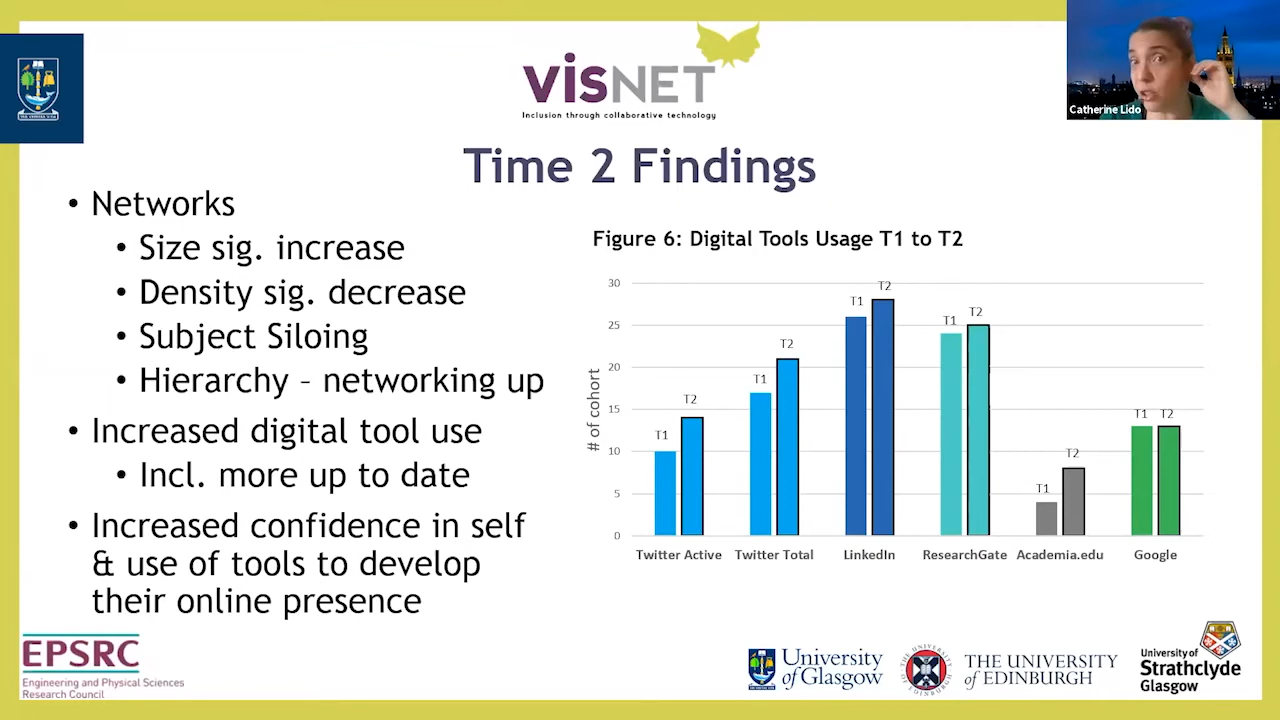 visNET
Inclusion through collaborative technology
Catherine Lido
Time 2 Findings
• Networks
• Size sig. increase
• Density sig. decrease
• Subject Siloing
• Hierarchy – networking up
• Increased digital tool use
• Incl. more up to date
• Increased confidence in self
& use of tools to develop
their online presence
Figure 6: Digital Tools Usage T1 to T2
# of cohort
30
25
20
15
10
5
0
T1 T2
T1 T2
T1 T2
T1 T2
T1 T2
T1 T2
Twitter Active Twitter Total LinkedIn ResearchGate Academia.edu Google
EPSRC
Engineering and Physical Sciences
Research Council
University
of Glasgow
THE UNIVERSITY
of EDINBURGH
University of
Strathclyde
Glasgow